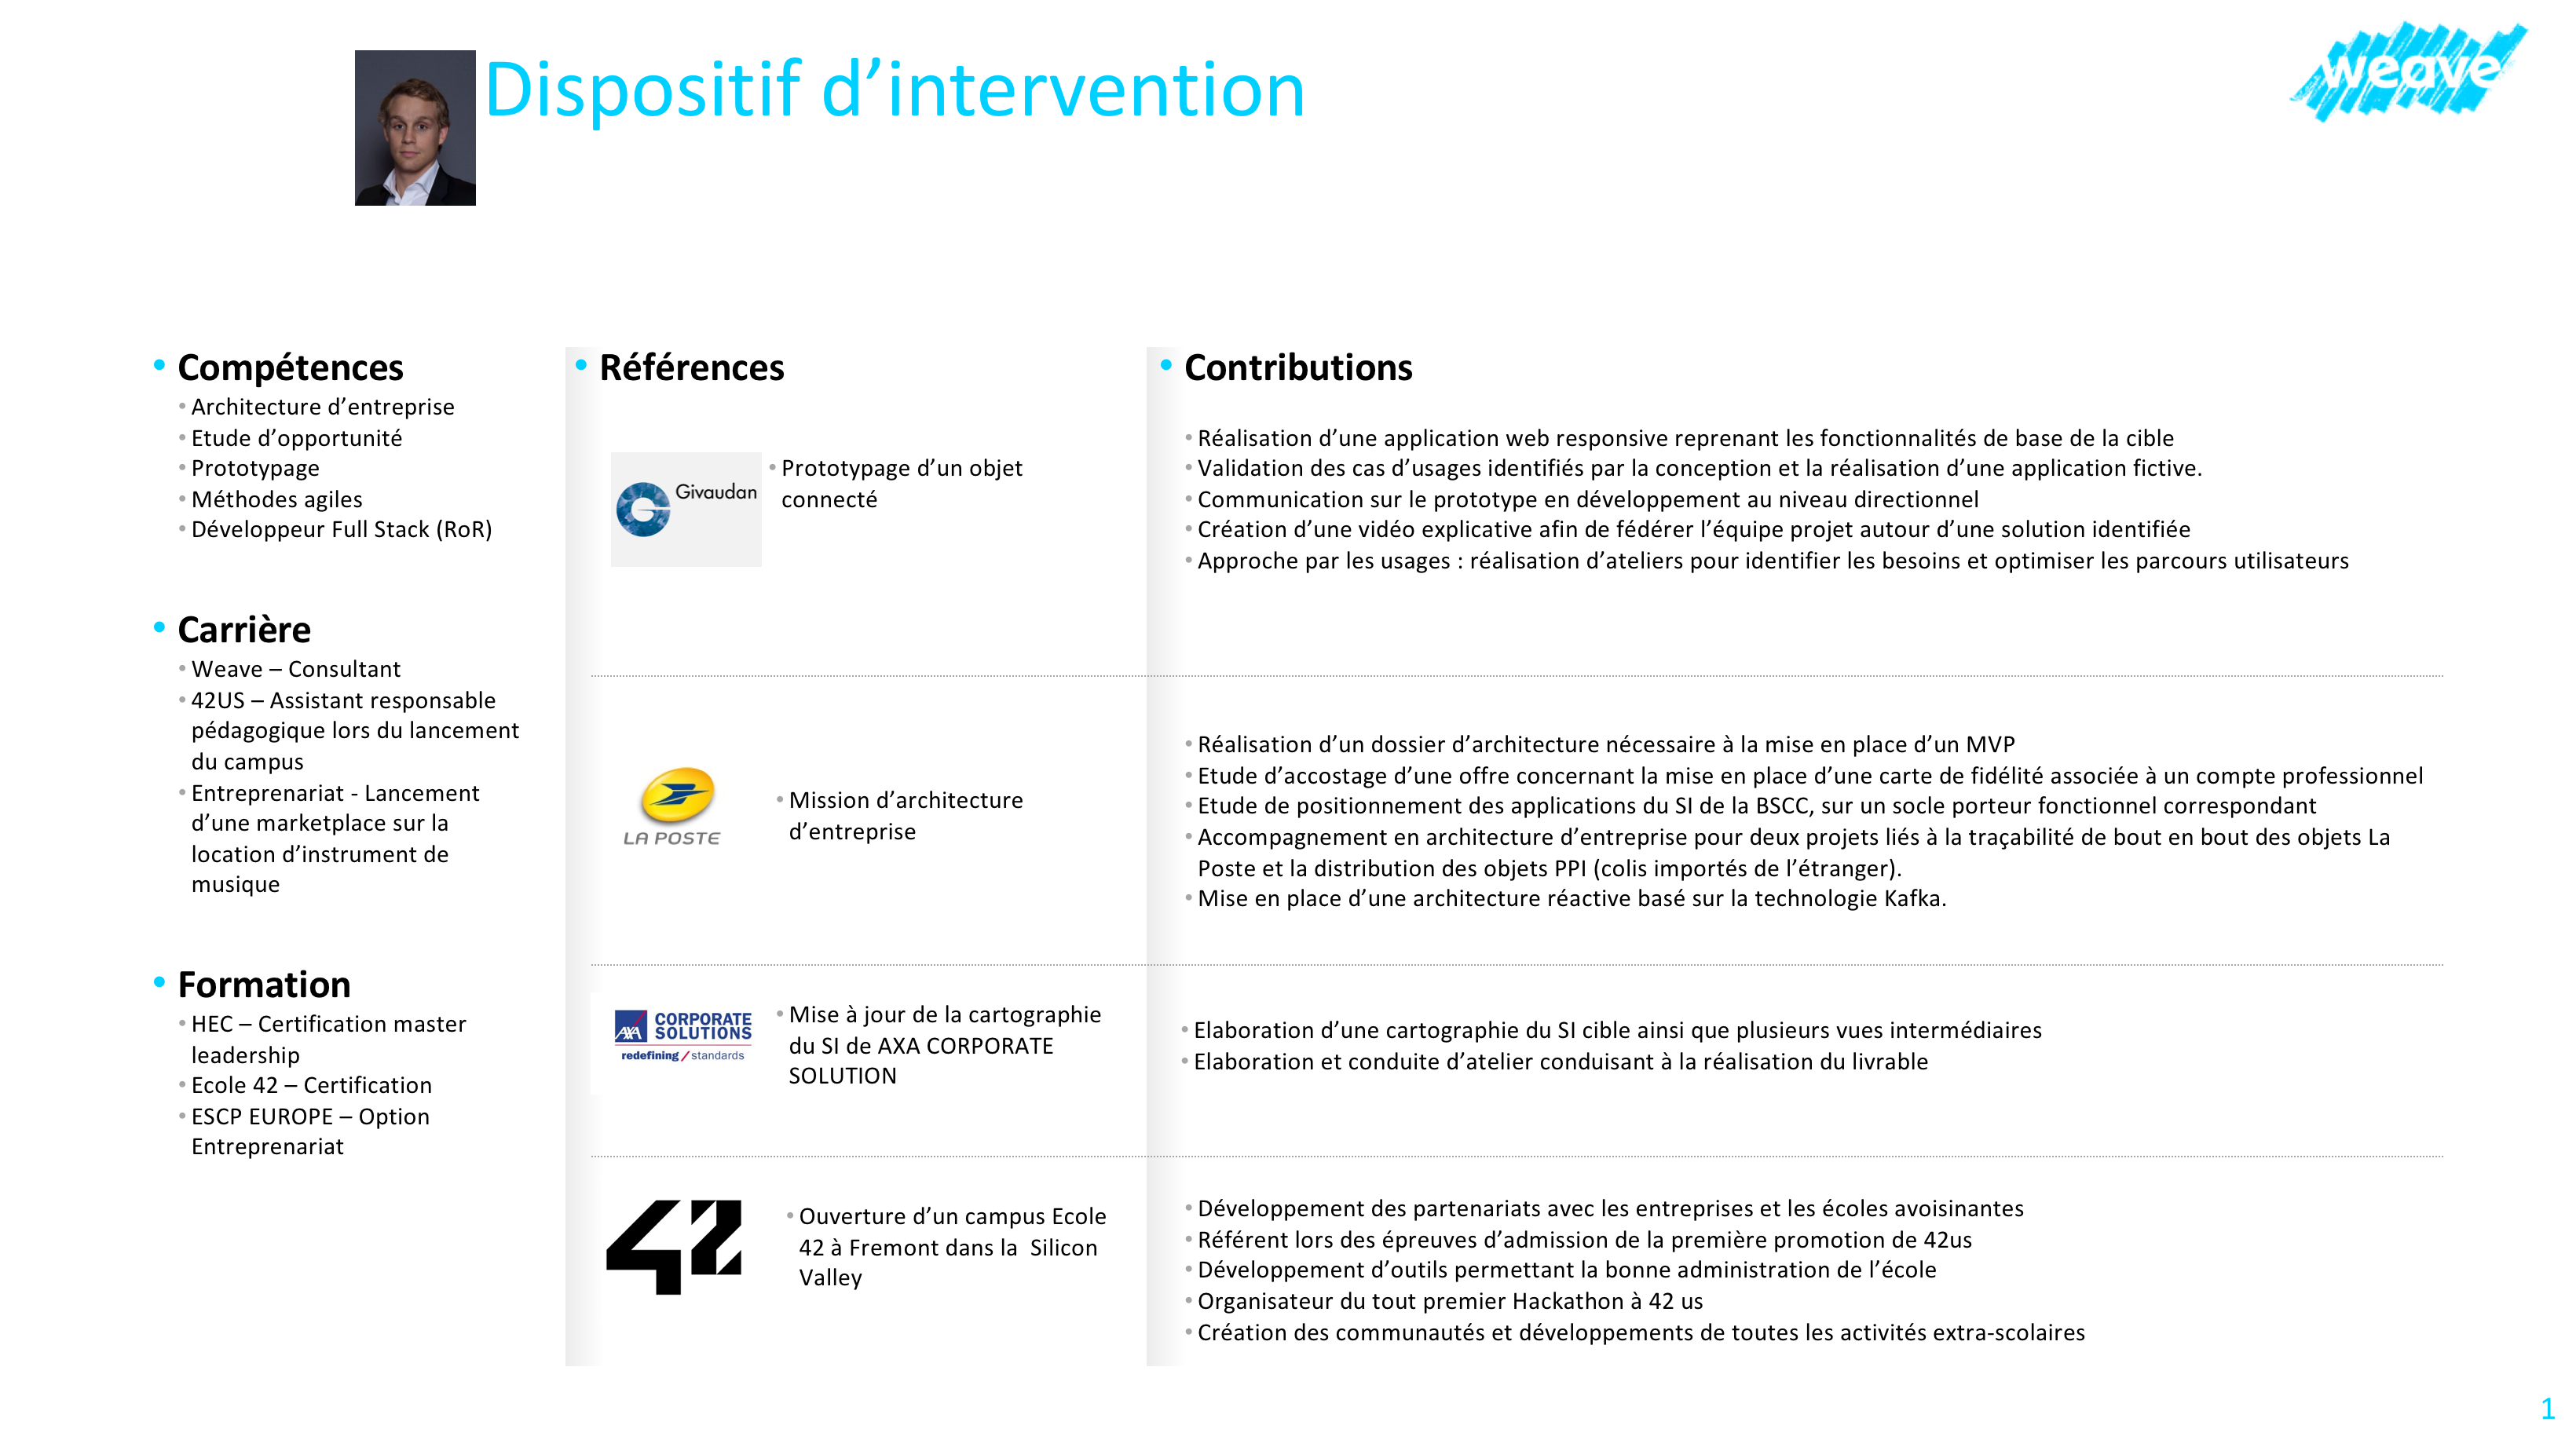 Dispositif d’intervention
weave
• Compétences
• Architecture d’entreprise
• Etude d’opportunité
• Prototypage
• Méthodes agiles
• Développeur Full Stack (RoR)
• Carrière
• Weave – Consultant
• 42US – Assistant responsable
pédagogique lors du lancement
du campus
• Entreprenariat - Lancement
d’une marketplace sur la
location d’instrument de
musique
• Formation
• HEC – Certification master
leadership
• Ecole 42 – Certification
• ESCP EUROPE – Option
Entreprenariat
• Références
Givaudan
• Prototypage d’un objet
connecté
LA POSTE
• Mission d’architecture
d’entreprise
AXA CORPORATE
SOLUTIONS
redefining / standards
• Mise à jour de la cartographie
du SI de AXA CORPORATE
SOLUTION
42
• Ouverture d’un campus Ecole
42 à Fremont dans la  Silicon
Valley
• Contributions
• Réalisation d’une application web responsive reprenant les fonctionnalités de base de la cible
• Validation des cas d’usages identifiés par la conception et la réalisation d’une application fictive.
• Communication sur le prototype en développement au niveau directionnel
• Création d’une vidéo explicative afin de fédérer l’équipe projet autour d’une solution identifiée
• Approche par les usages : réalisation d’ateliers pour identifier les besoins et optimiser les parcours utilisateurs
• Réalisation d’un dossier d’architecture nécessaire à la mise en place d’un MVP
• Etude d’accostage d’une offre concernant la mise en place d’une carte de fidélité associée à un compte professionnel
• Etude de positionnement des applications du SI de la BSCC, sur un socle porteur fonctionnel correspondant
• Accompagnement en architecture d’entreprise pour deux projets liés à la traçabilité de bout en bout des objets La
Poste et la distribution des objets PPI (colis importés de l’étranger).
• Mise en place d’une architecture réactive basé sur la technologie Kafka.
• Elaboration d’une cartographie du SI cible ainsi que plusieurs vues intermédiaires
• Elaboration et conduite d’atelier conduisant à la réalisation du livrable
• Développement des partenariats avec les entreprises et les écoles avoisinantes
• Référent lors des épreuves d’admission de la première promotion de 42us
• Développement d’outils permettant la bonne administration de l’école
• Organisateur du tout premier Hackathon à 42 us
• Création des communautés et développements de toutes les activités extra-scolaires
1